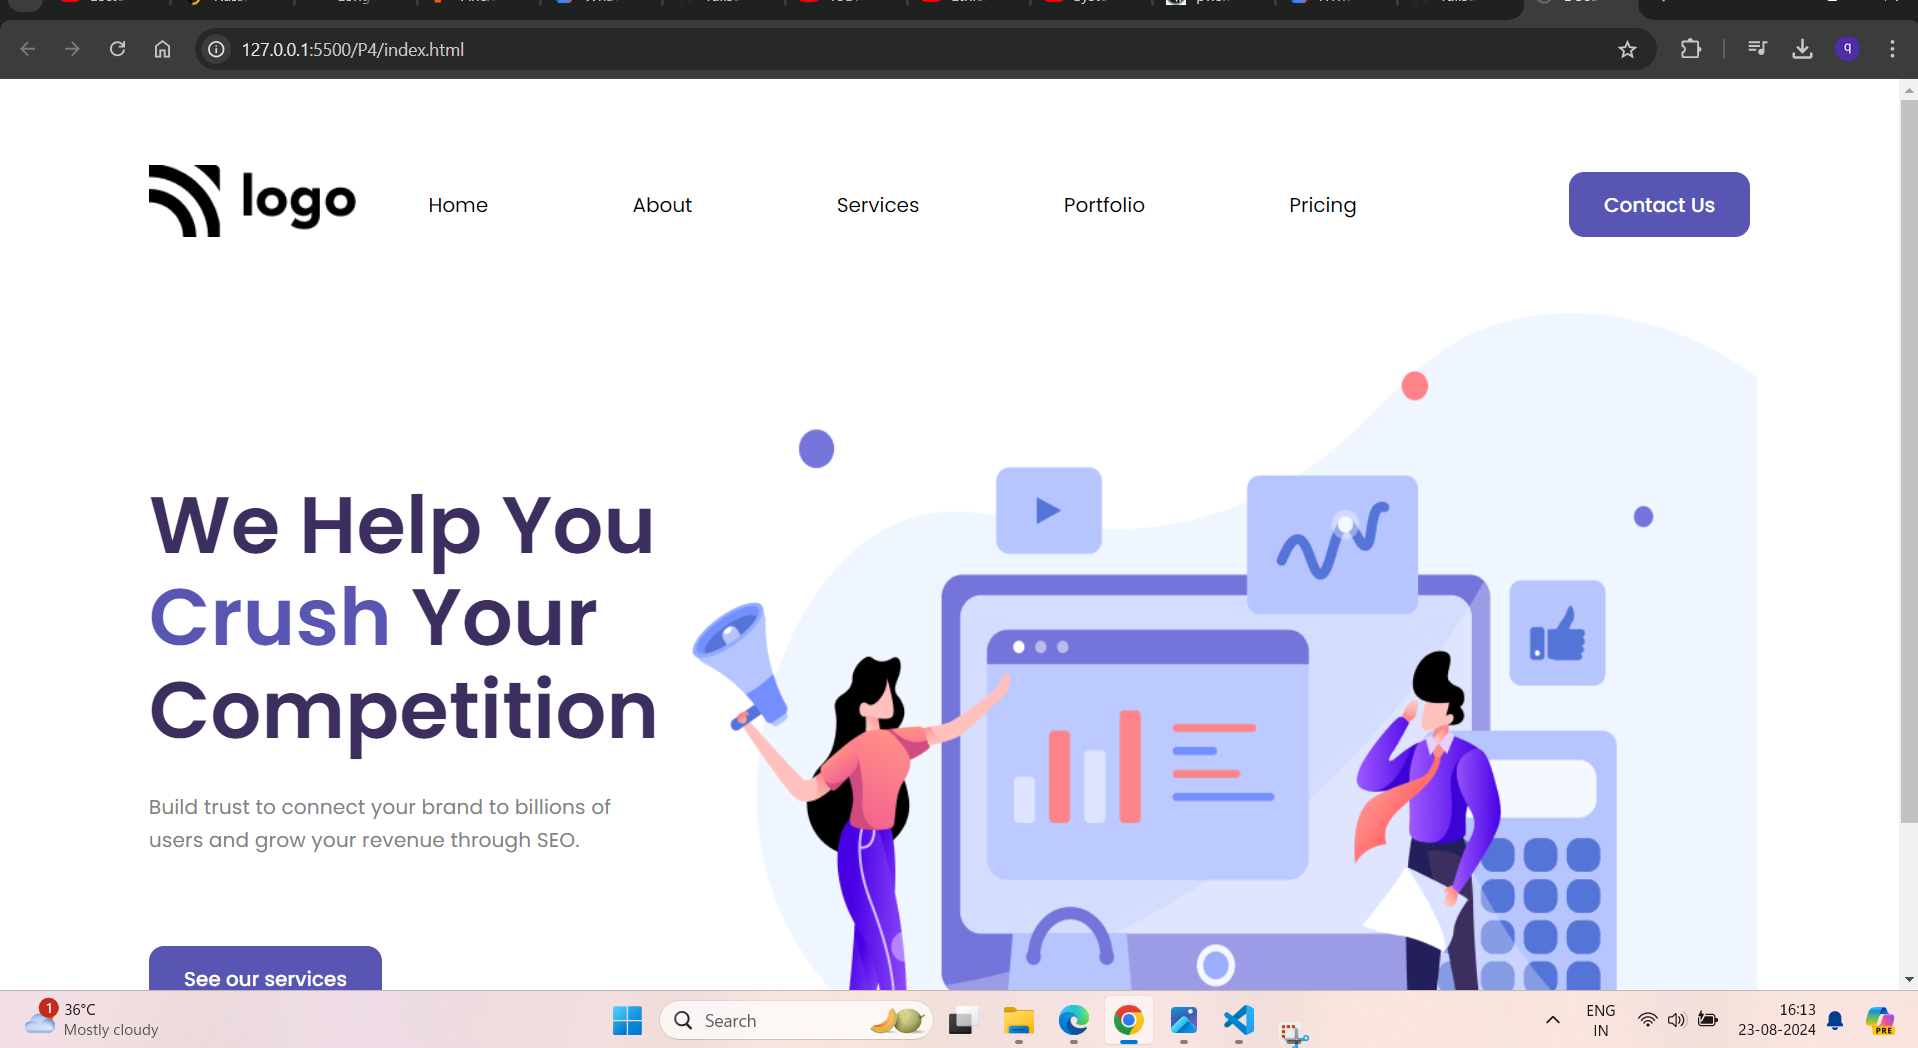 127.0.0.1:5500/P4/index.html
q
logo
Home
About
Services
Portfolio
Pricing
Contact Us
We Help You
Crush Your
Competition
Build trust to connect your brand to billions of
users and grow your revenue through SEO.
See our services
1
36°C
Mostly cloudy
Search
ENG
IN
16:13
23-08-2024
PRE